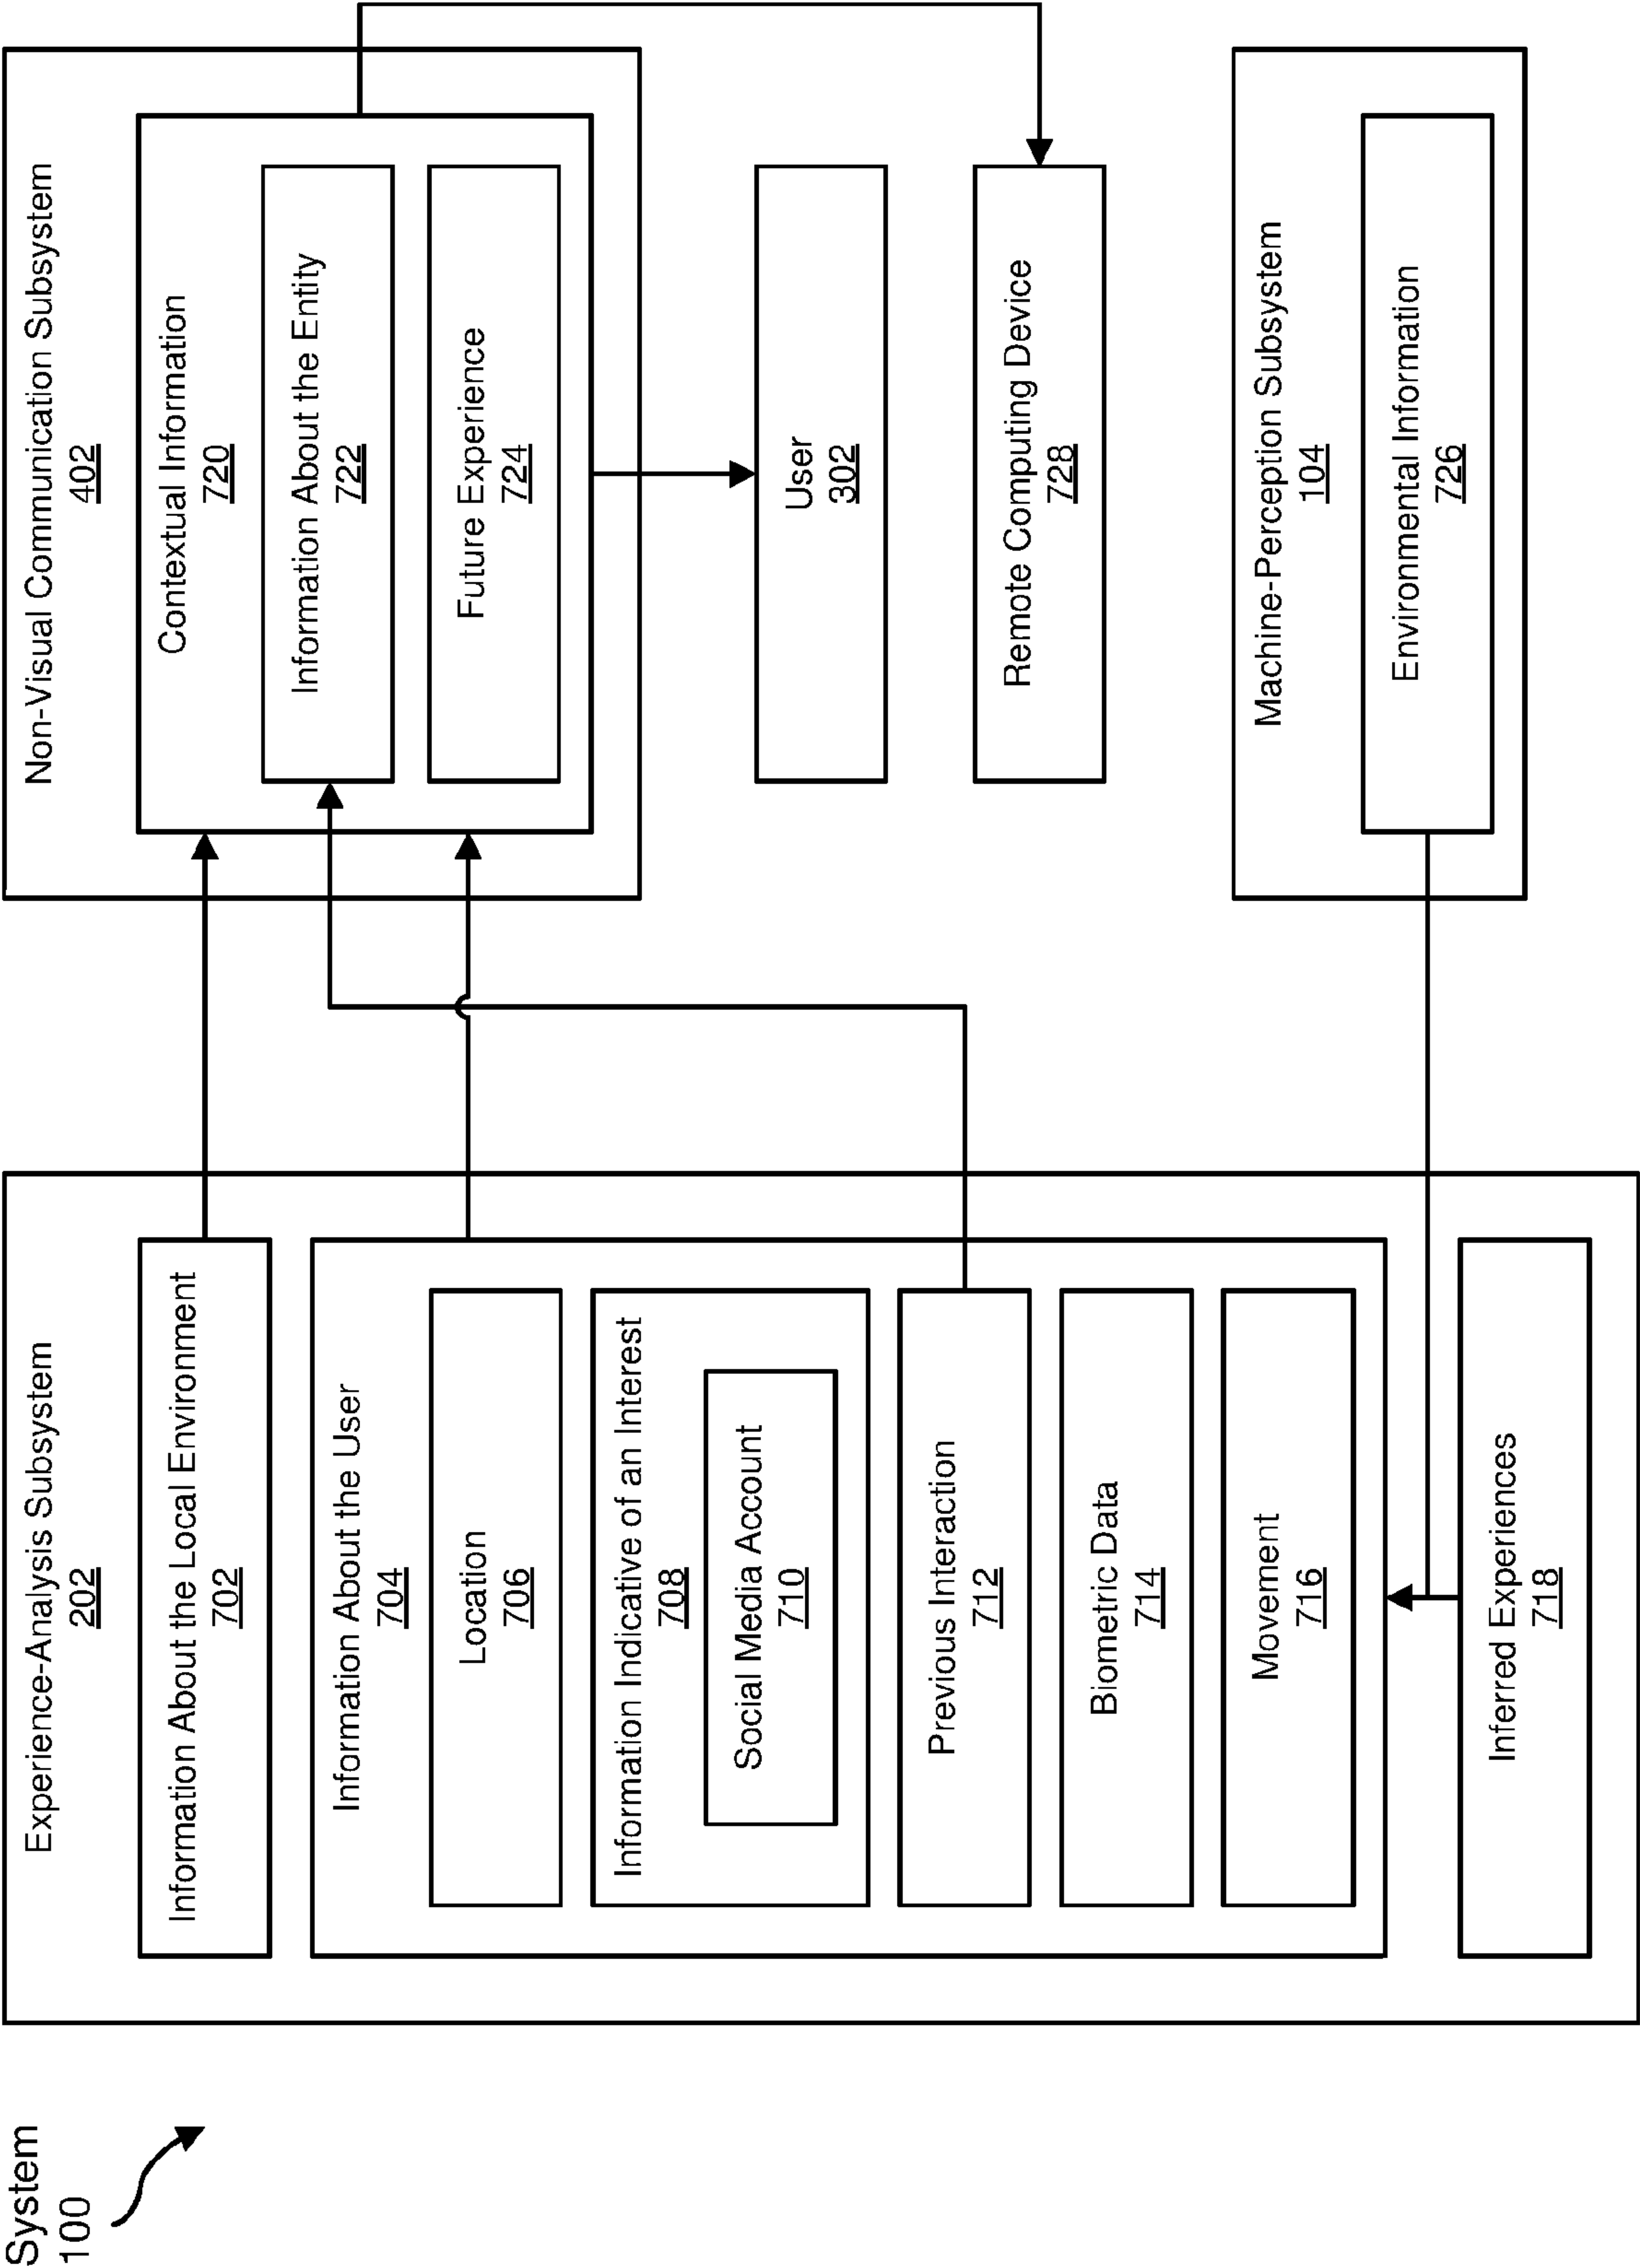 System
100
Experience-Analysis Subsystem
202
Information About the Local Environment
702
Information About the User
704
Location
706
Information Indicative of an Interest
708
Social Media Account
710
Previous Interaction
712
Biometric Data
714
Movement
716
Inferred Experiences
718
Non-Visual Communication Subsystem
402
Contextual Information
720
Information About the Entity
722
Future Experience
724
User
302
Remote Computing Device
728
Machine-Perception Subsystem
104
Environmental Information
726